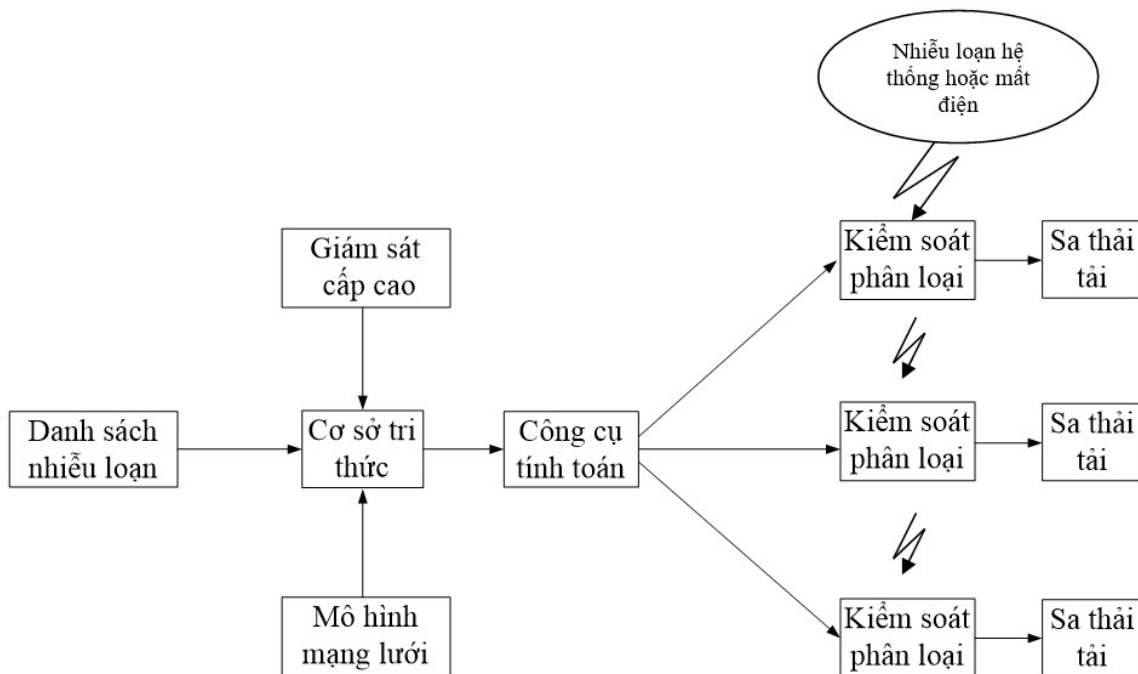 Nhiễu loạn hệ
thống hoặc mất
điện
Giám sát
cấp cao
Kiểm soát
phân loại
Sa thải
tải
Danh sách
nhiễu loạn
Cơ sở tri
thức
Công cụ
tính toán
Kiểm soát
phân loại
Sa thải
tải
Mô hình
mạng lưới
Kiểm soát
phân loại
Sa thải
tải